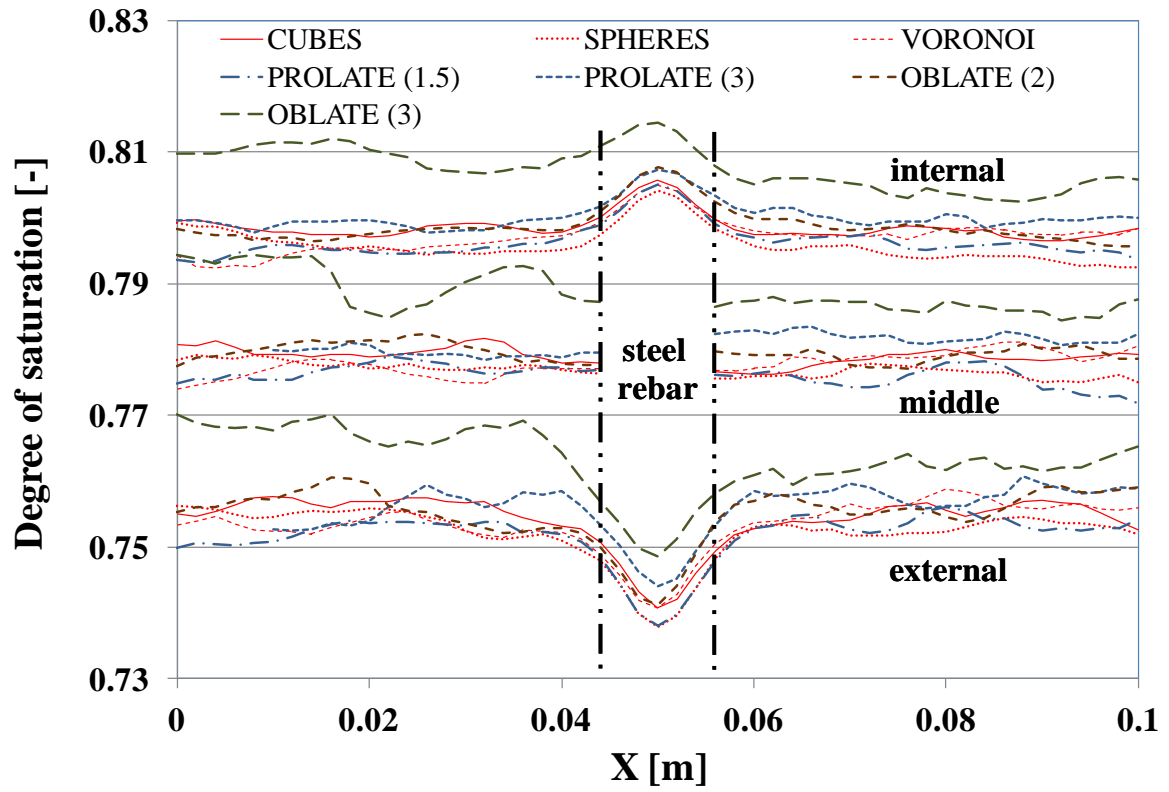 0.83
CUBES SPHERES VORONOI
PROLATE (1.5) PROLATE (3) OBLATE (2)
OBLATE (3)
0.81
internal
0.79
steel
rebar
0.77
middle
0.75
external
0.73
0 0.02 0.04 0.06 0.08 0.1
X [m]
Degree of saturation [-]